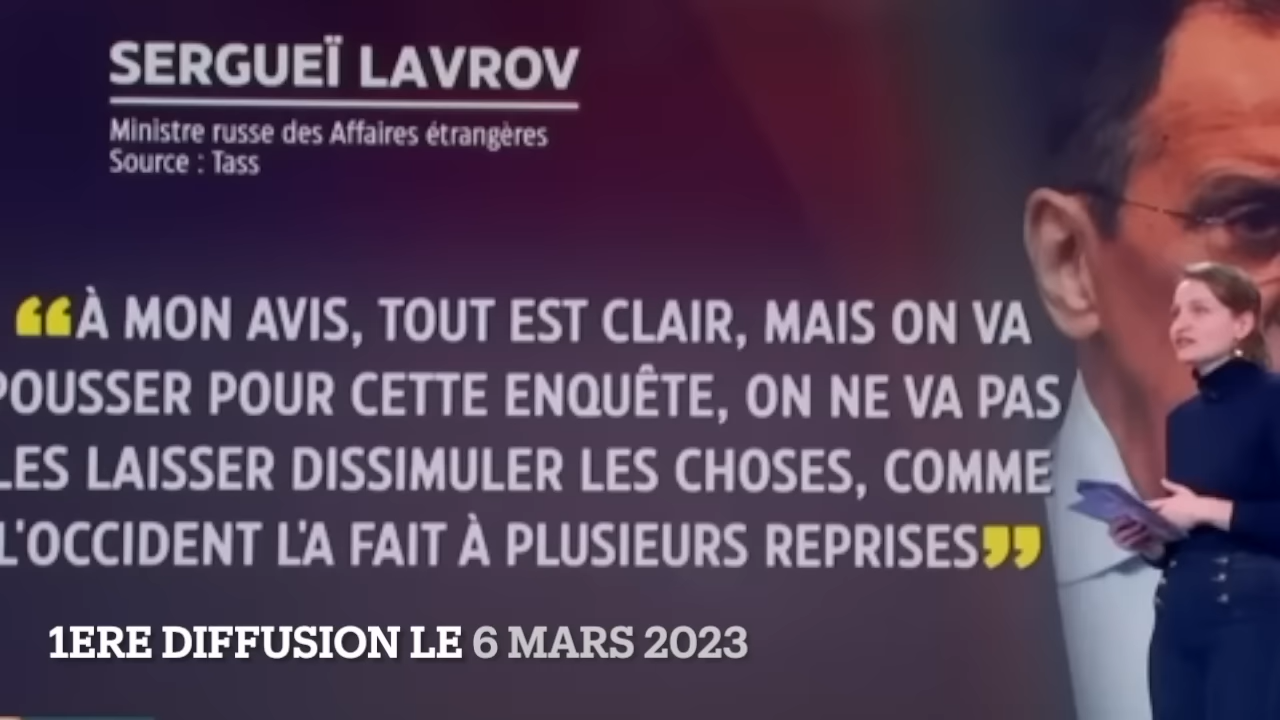 SERGUEÏ LAVROV
Ministre russe des Affaires étrangères
Source : Tass
“À MON AVIS, TOUT EST CLAIR, MAIS ON VA
POUSSER POUR CETTE ENQUÊTE, ON NE VA PAS
LES LAISSER DISSIMULER LES CHOSES, COMME
L'OCCIDENT L'A FAIT À PLUSIEURS REPRISES”
1ERE DIFFUSION LE 6 MARS 2023